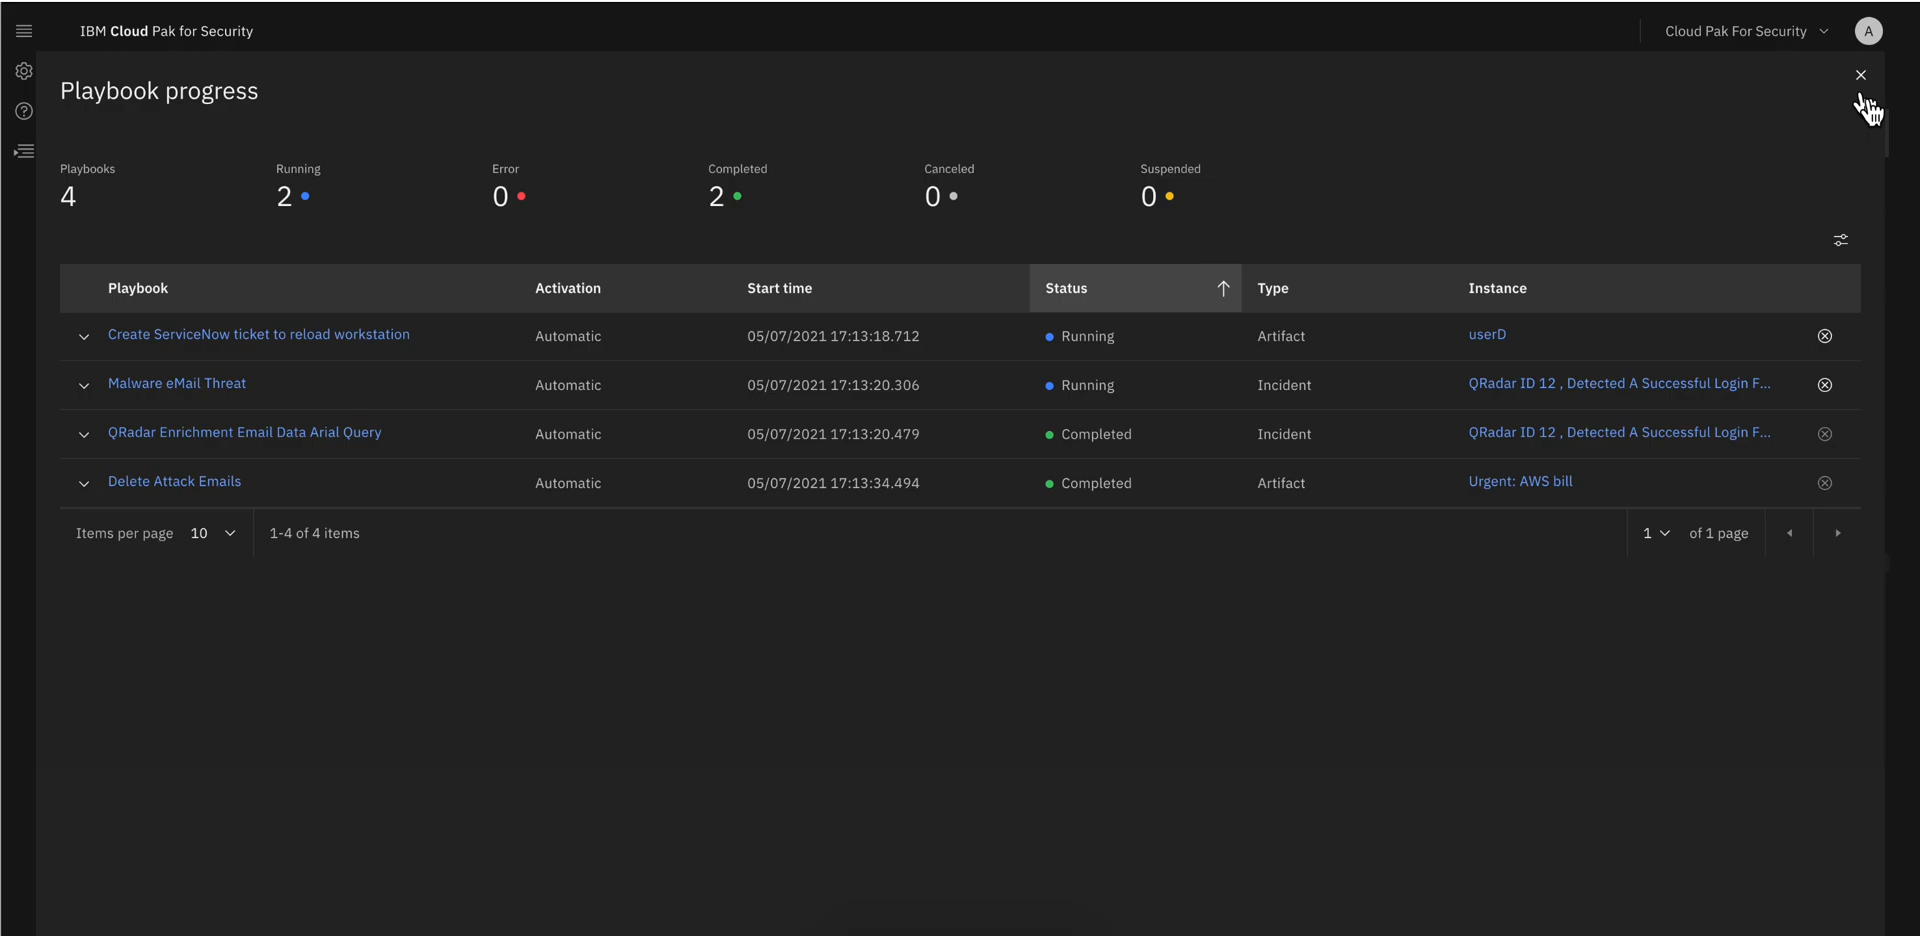 IBM Cloud Pak for Security
Cloud Pak For Security
A
Playbook progress
Playbooks Running Error Completed Canceled Suspended
4 2 0 2 0 0
Playbook Activation Start time Status Type Instance
Create ServiceNow ticket to reload workstation Automatic 05/07/2021 17:13:18.712 Running Artifact userD
Malware eMail Threat Automatic 05/07/2021 17:13:20.306 Running Incident QRadar ID 12 , Detected A Successful Login F...
QRadar Enrichment Email Data Arial Query Automatic 05/07/2021 17:13:20.479 Completed Incident QRadar ID 12 , Detected A Successful Login F...
Delete Attack Emails Automatic 05/07/2021 17:13:34.494 Completed Artifact Urgent: AWS bill
Items per page 10 1-4 of 4 items 1 of 1 page